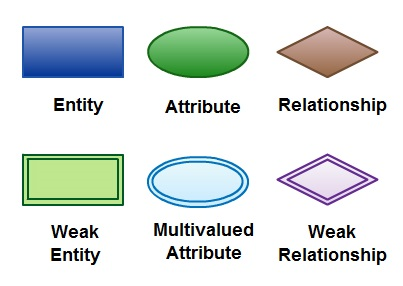 Entity
Attribute
Relationship
Weak
Entity
Multivalued
Attribute
Weak
Relationship